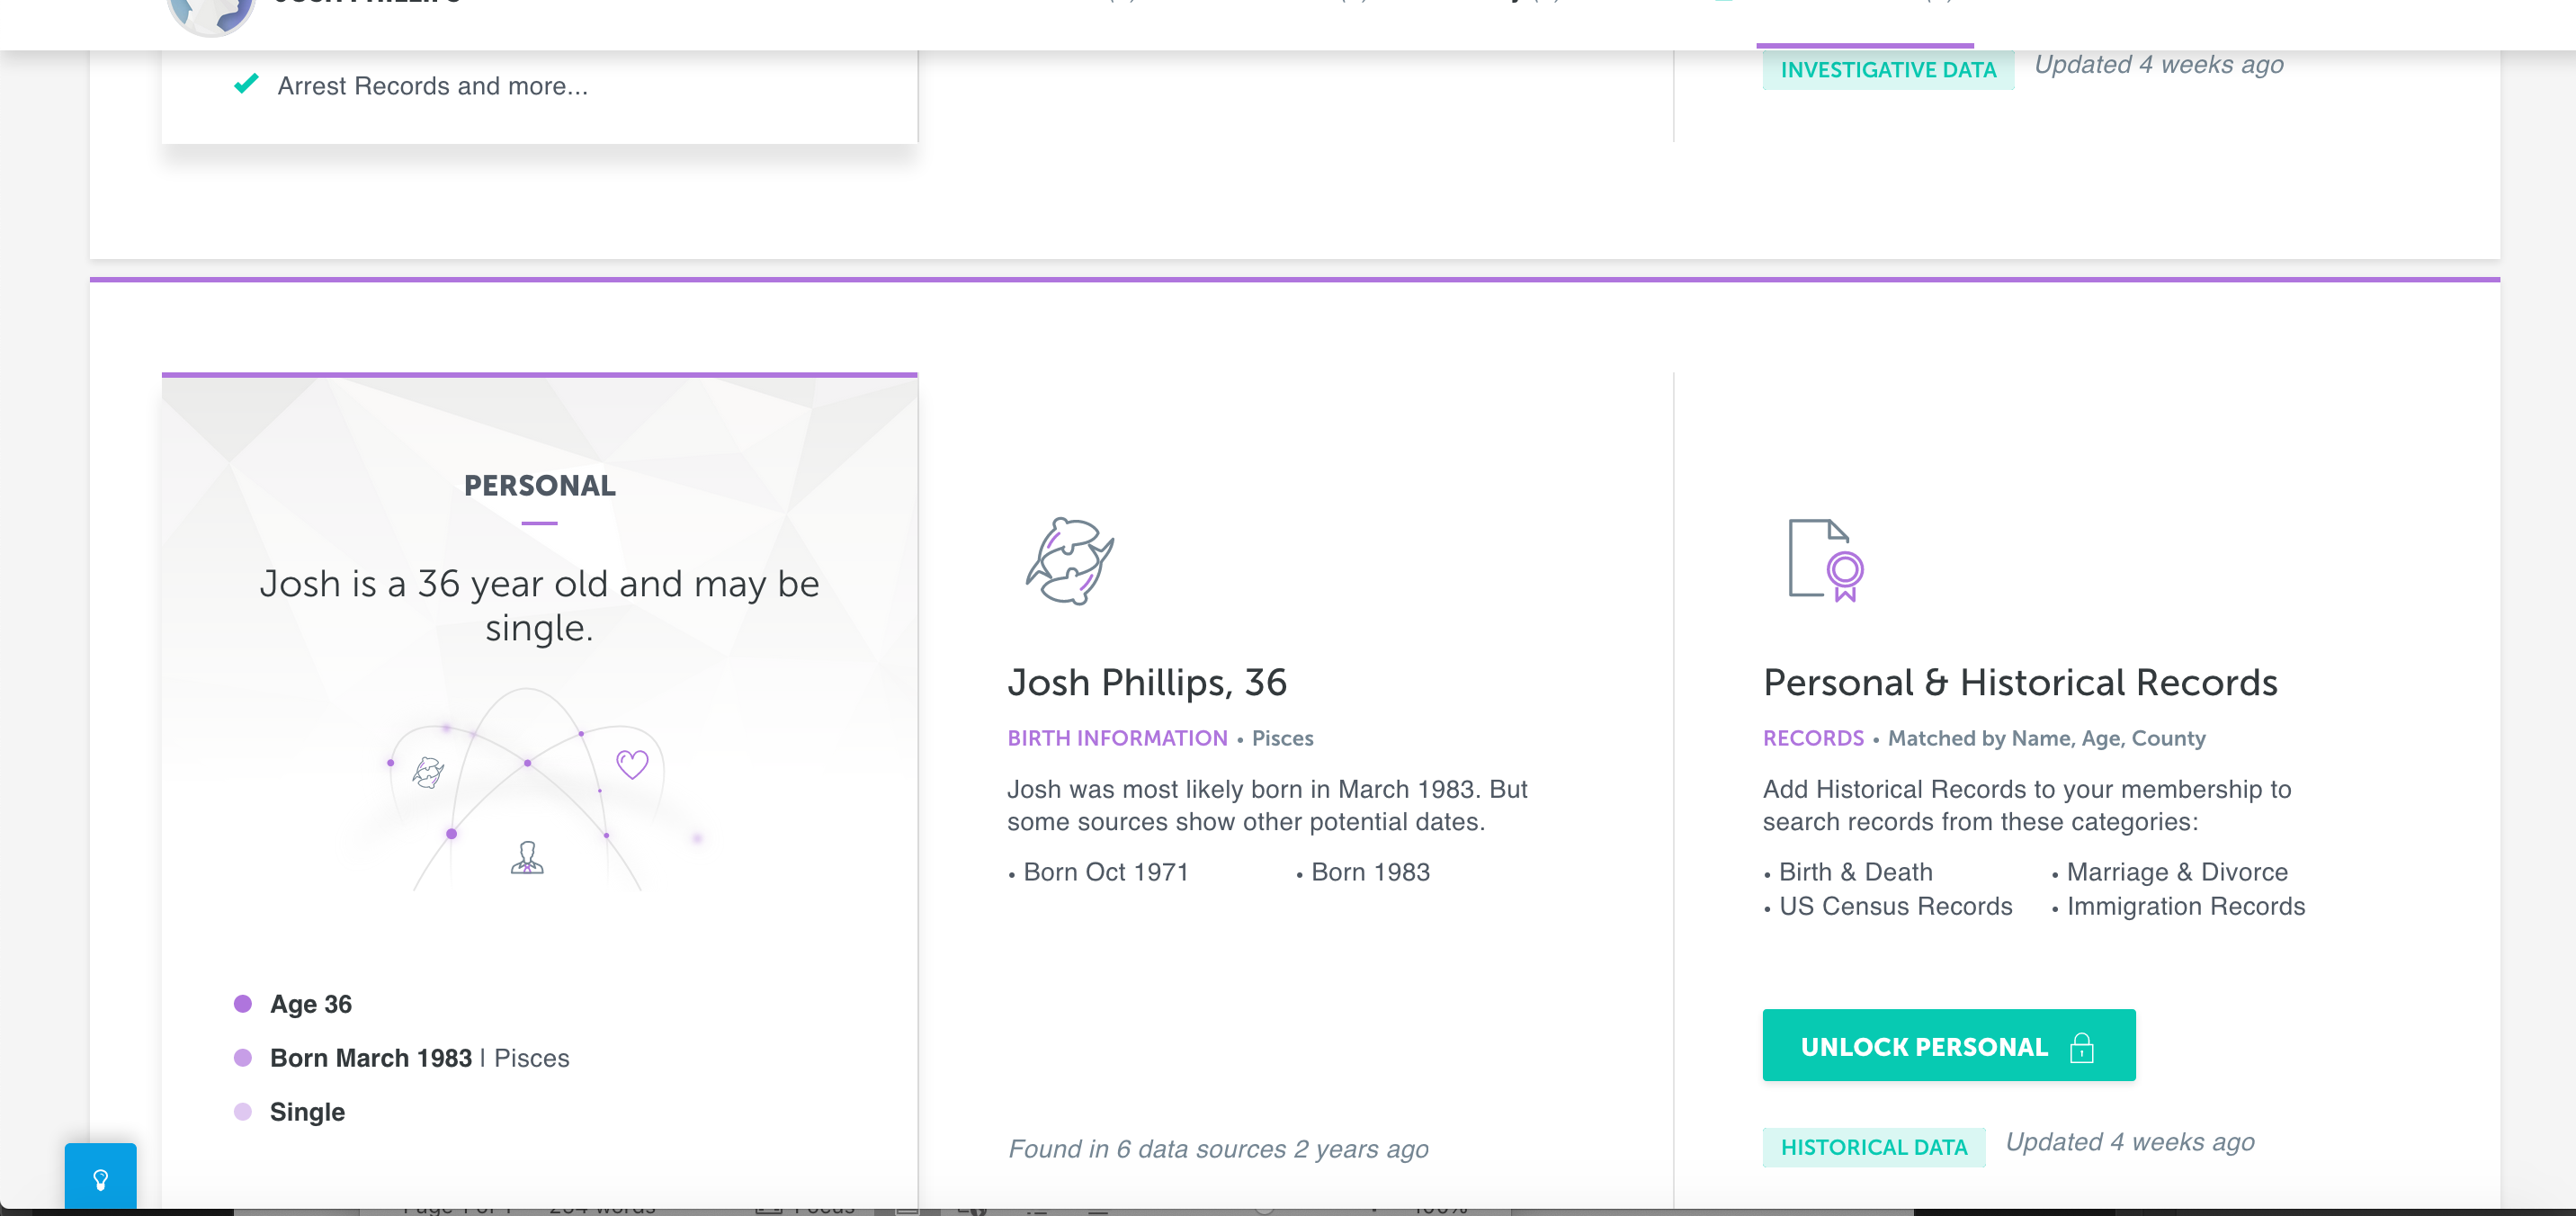 JOSH PHILLIPS
Arrest Records and more...
INVESTIGATIVE DATA Updated 4 weeks ago
PERSONAL
Josh is a 36 year old and may be
single.
Age 36
Born March 1983 | Pisces
Single
Josh Phillips, 36
BIRTH INFORMATION • Pisces
Josh was most likely born in March 1983. But
some sources show other potential dates.
• Born Oct 1971 • Born 1983
Found in 6 data sources 2 years ago
Personal & Historical Records
RECORDS • Matched by Name, Age, County
Add Historical Records to your membership to
search records from these categories:
• Birth & Death • Marriage & Divorce
• US Census Records • Immigration Records
UNLOCK PERSONAL
HISTORICAL DATA Updated 4 weeks ago
Focus